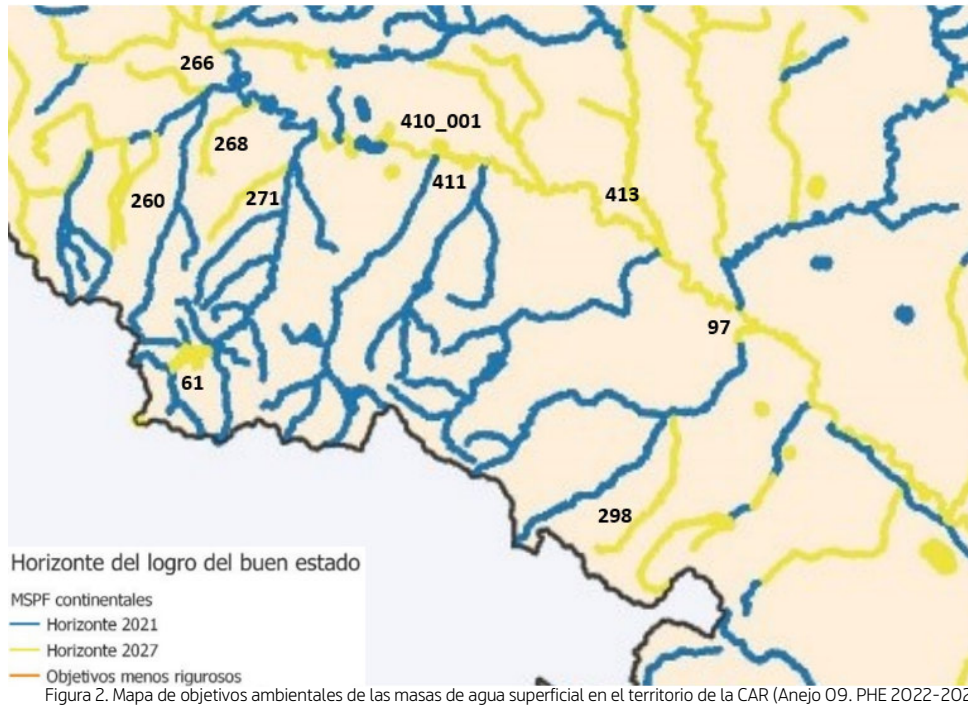 266
410_001
268
411
260
271
413
97
61
298
Horizonte del logro del buen estado
MSPF continentales
Horizonte 2021
Horizonte 2027
Objetivos menos rigurosos
Figura 2. Mapa de objetivos ambientales de las masas de agua superficial en el territorio de la CAR (Anejo 09. PHE 2022-202